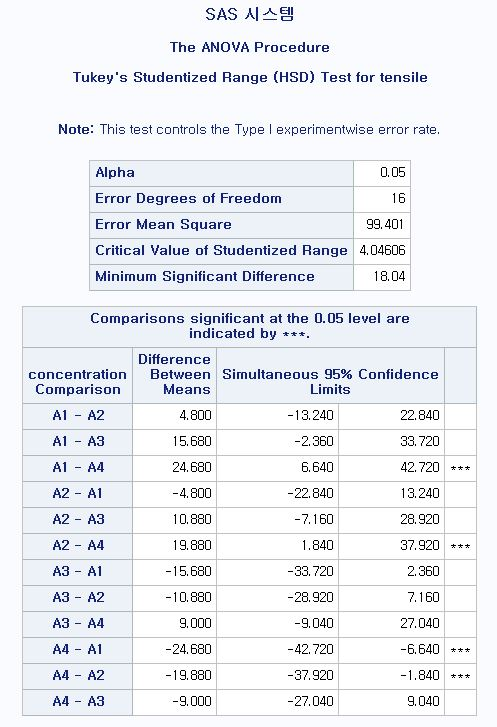 SAS 시스템
The ANOVA Procedure
Tukey's Studentized Range (HSD) Test for tensile
Note: This test controls the Type I experimentwise error rate.
Alpha 0.05
Error Degrees of Freedom 16
Error Mean Square 99.401
Critical Value of Studentized Range 4.04606
Minimum Significant Difference 18.04
Comparisons significant at the 0.05 level are
indicated by ***.
concentration
Comparison
Difference
Between
Means
Simultaneous 95% Confidence
Limits
A1 - A2 4.800 -13.240 22.840
A1 - A3 15.680 -2.360 33.720
A1 - A4 24.680 6.640 42.720 ***
A2 - A1 -4.800 -22.840 13.240
A2 - A3 10.880 -7.160 28.920
A2 - A4 19.880 1.840 37.920 ***
A3 - A1 -15.680 -33.720 2.360
A3 - A2 -10.880 -28.920 7.160
A3 - A4 9.000 -9.040 27.040
A4 - A1 -24.680 -42.720 -6.640 ***
A4 - A2 -19.880 -37.920 -1.840 ***
A4 - A3 -9.000 -27.040 9.040